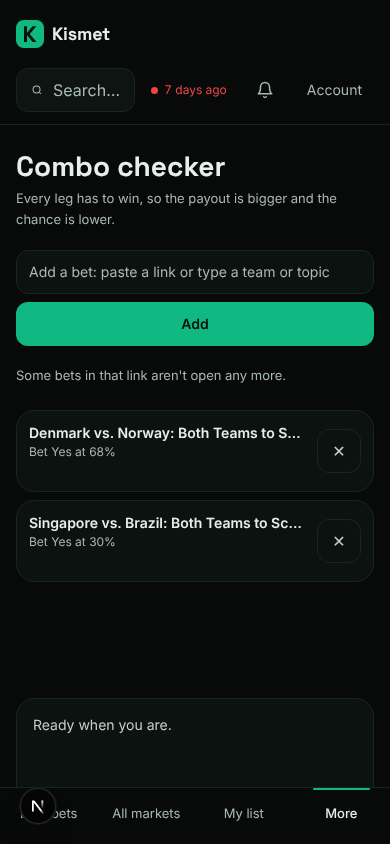 K Kismet
Search...
7 days ago
Account
Combo checker
Every leg has to win, so the payout is bigger and the
chance is lower.
Add a bet: paste a link or type a team or topic
Add
Some bets in that link aren't open any more.
Denmark vs. Norway: Both Teams to S...
Bet Yes at 68%
Singapore vs. Brazil: Both Teams to Sc...
Bet Yes at 30%
Ready when you are.
N
bets
All markets
My list
More